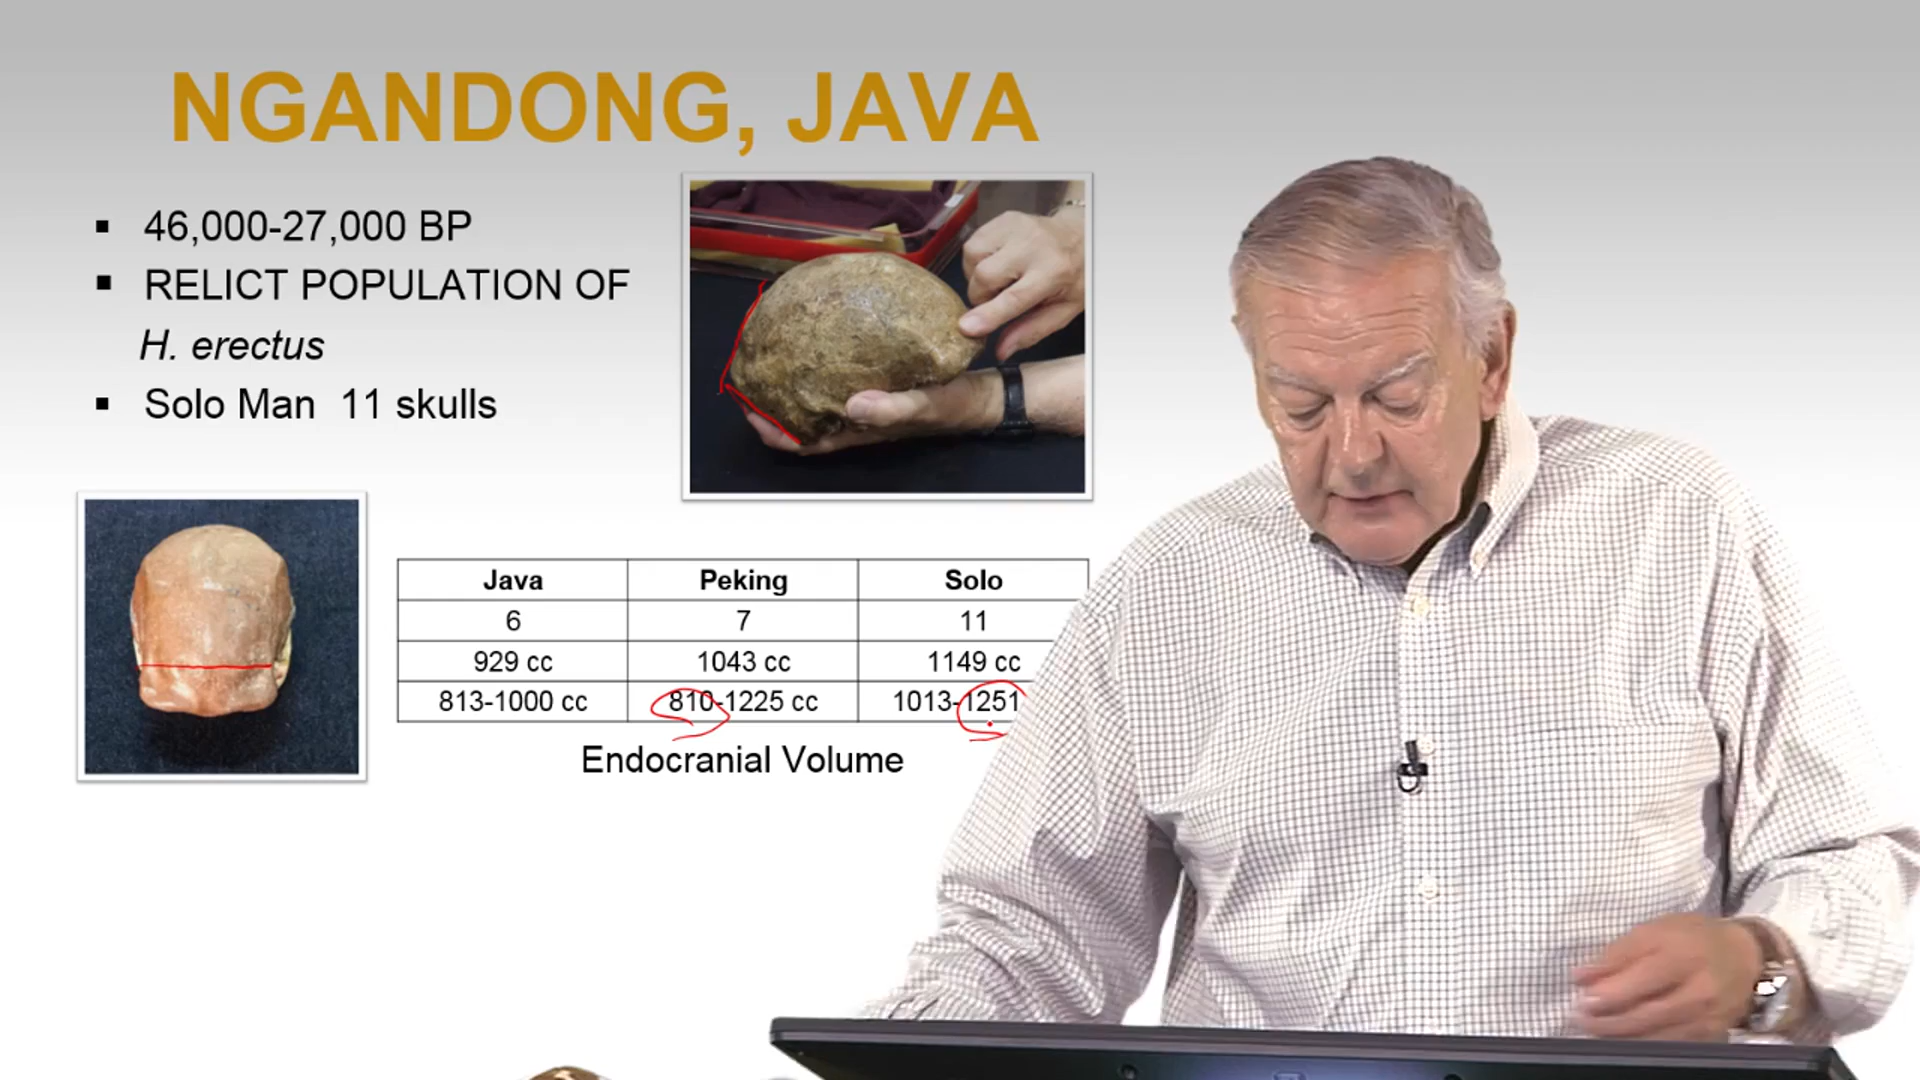 NGANDONG, JAVA
▪ 46,000-27,000 BP
▪ RELICT POPULATION OF
H. erectus
▪ Solo Man 11 skulls
Java Peking Solo
6 7 11
929 cc 1043 cc 1149 cc
813-1000 cc 810-1225 cc 1013-1251
Endocranial Volume